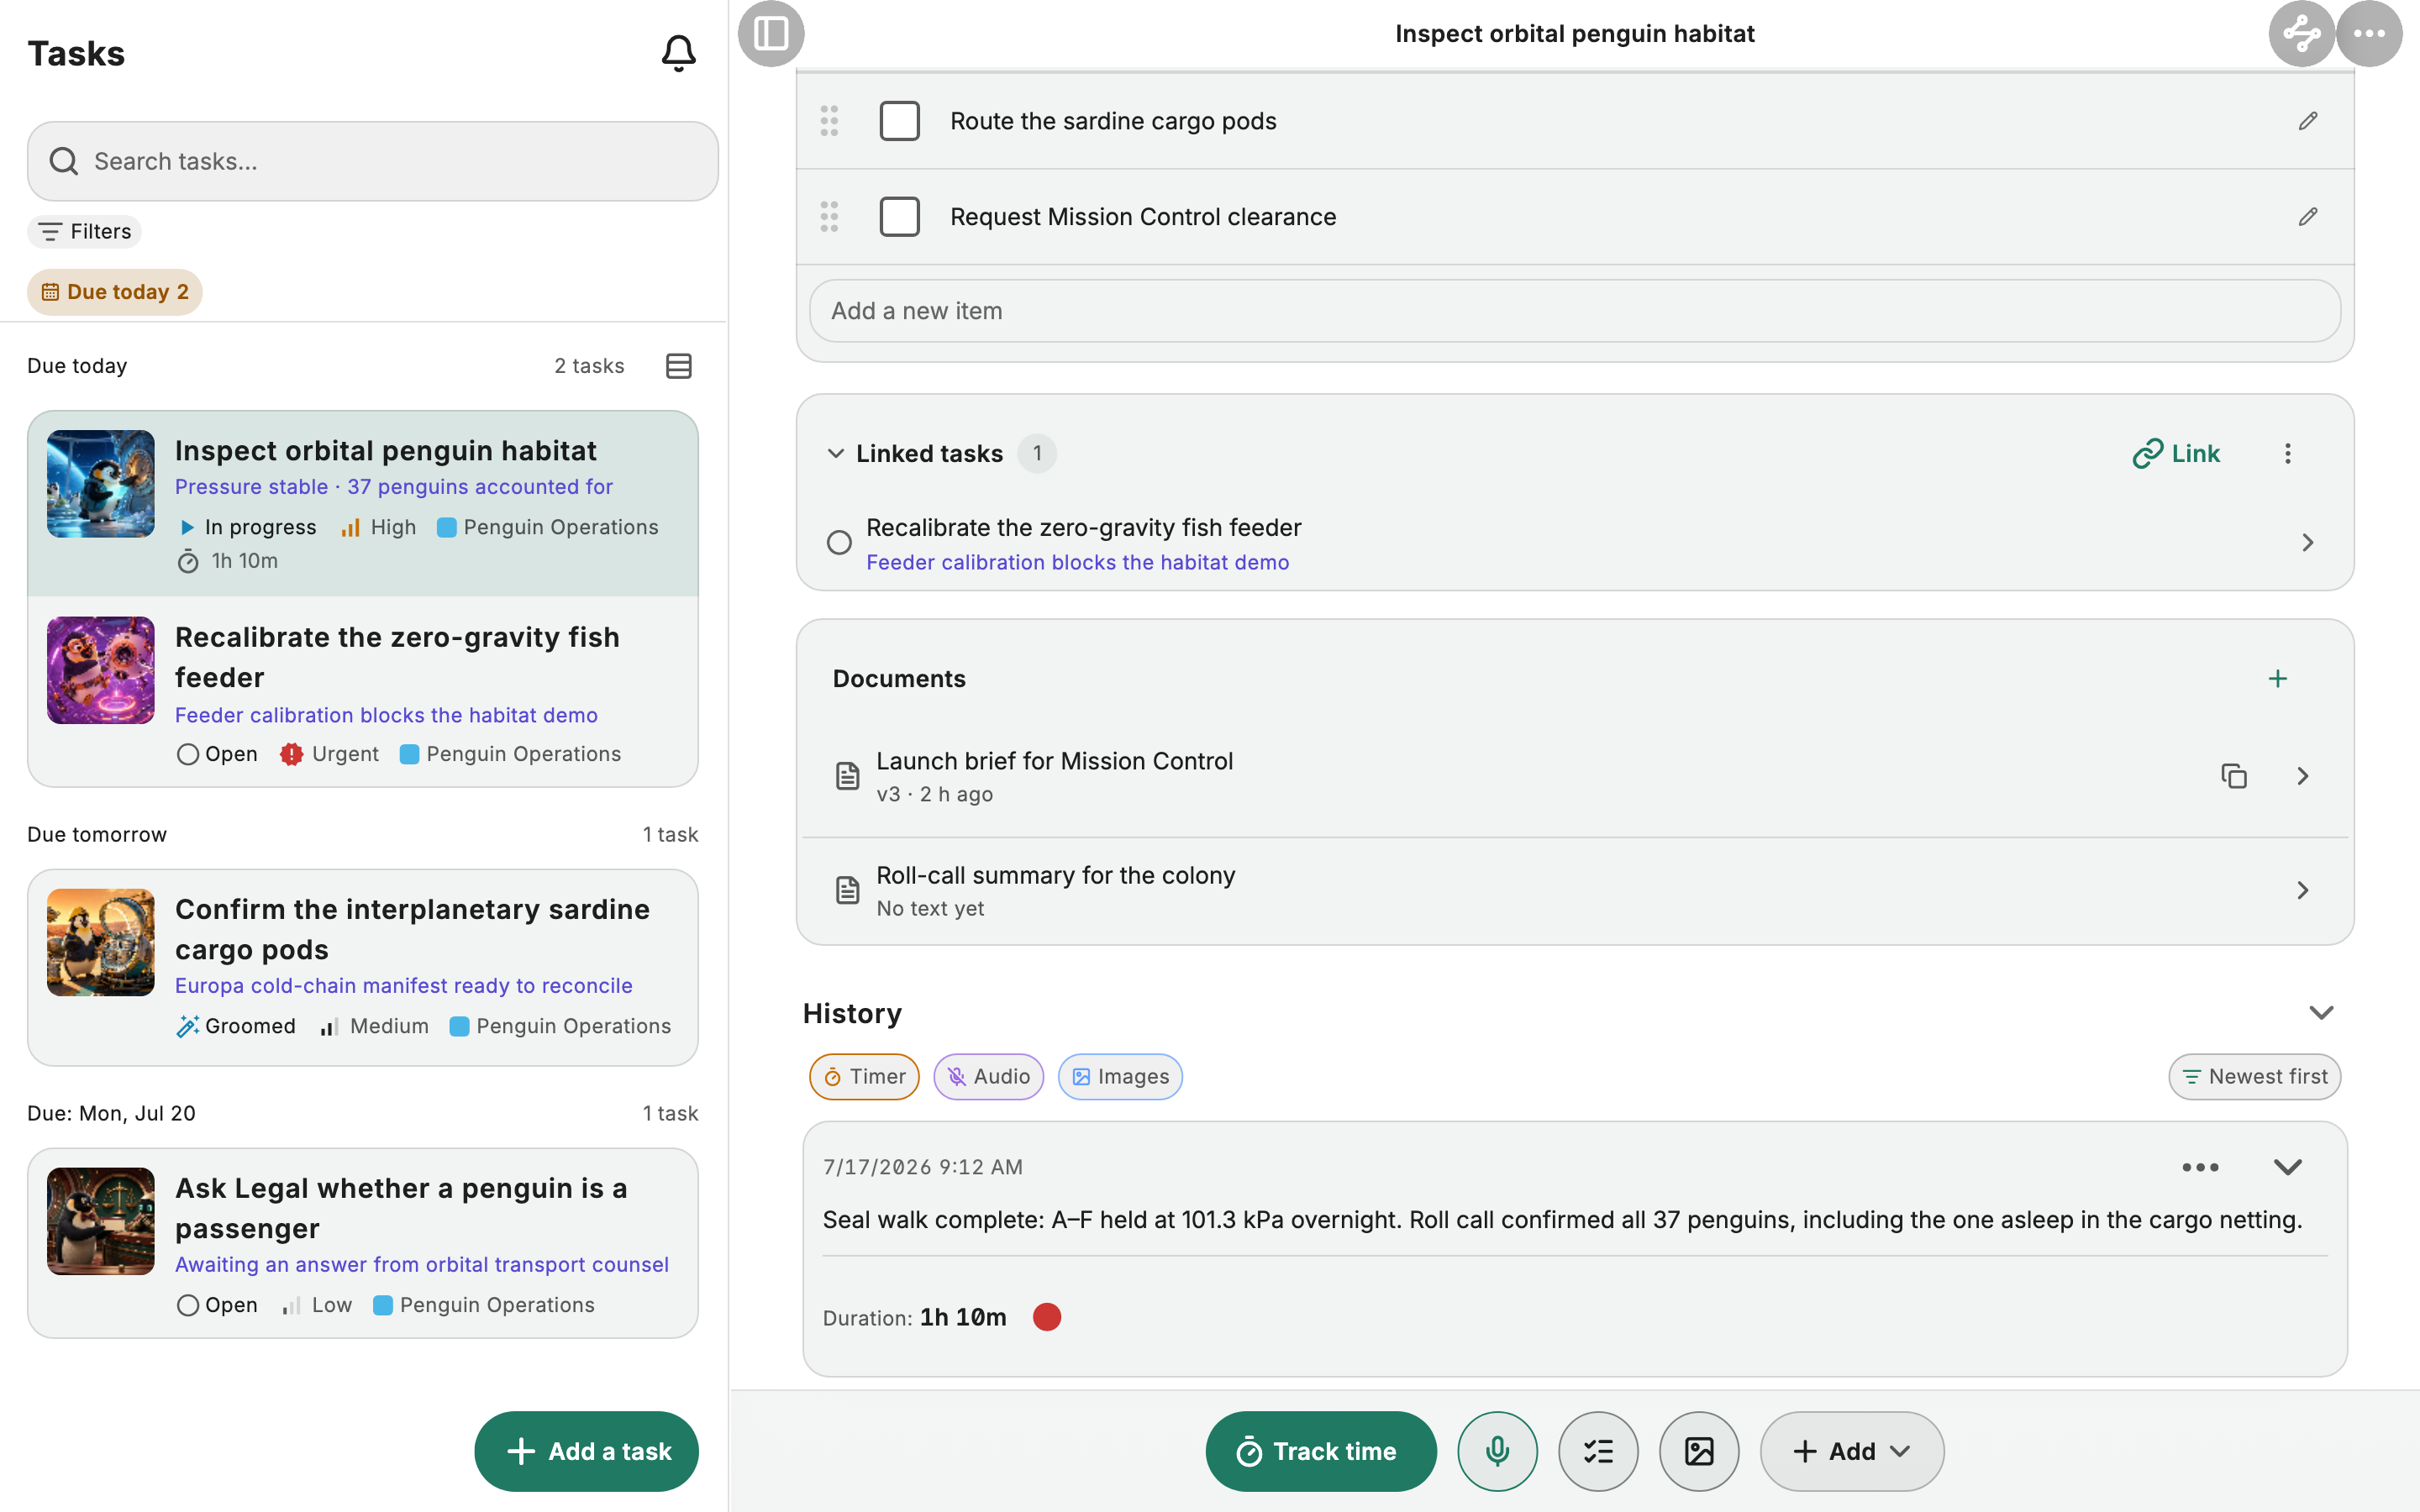 Tasks
Search tasks...
Filters
Due today 2
Due today
2 tasks
Inspect orbital penguin habitat
Pressure stable · 37 penguins accounted for
In progress
High
Penguin Operations
1h 10m
Recalibrate the zero-gravity fish
feeder
Feeder calibration blocks the habitat demo
Open
Urgent
Penguin Operations
Due tomorrow
1 task
Confirm the interplanetary sardine
cargo pods
Europa cold-chain manifest ready to reconcile
Groomed
Medium
Penguin Operations
Due: Mon, Jul 20
1 task
Ask Legal whether a penguin is a
passenger
Awaiting an answer from orbital transport counsel
Open
Low
Penguin Operations
Add a task
Inspect orbital penguin habitat
Route the sardine cargo pods
Request Mission Control clearance
Add a new item
Linked tasks
1
Link
Recalibrate the zero-gravity fish feeder
Feeder calibration blocks the habitat demo
Documents
Launch brief for Mission Control
v3 · 2 h ago
Roll-call summary for the colony
No text yet
History
Timer
Audio
Images
Newest first
7/17/2026 9:12 AM
Seal walk complete: A–F held at 101.3 kPa overnight. Roll call confirmed all 37 penguins, including the one asleep in the cargo netting.
Duration: 1h 10m
Track time
Add